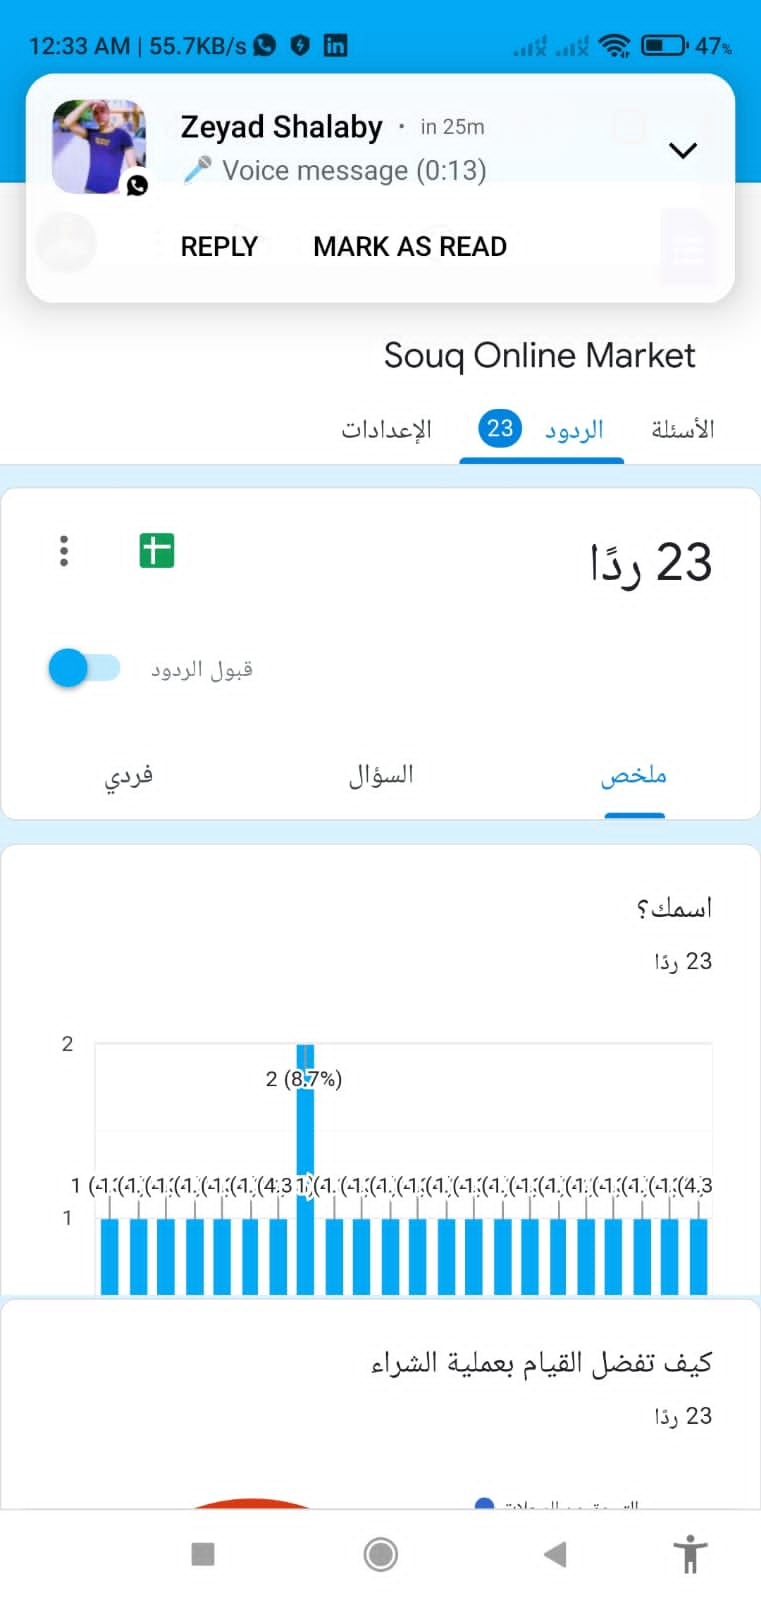 12:33 AM | 55.7KB/s
47%
Zeyad Shalaby · in 25m
Voice message (0:13)
REPLY MARK AS READ
Souq Online Market
الأسئلة الردود 23 الإعدادات
23 ردًا
قبول الردود
ملخص السؤال فردي
اسمك؟
23 ردًا
2
2 (8.7%)
1
كيف تفضل القيام بعملية الشراء
23 ردًا